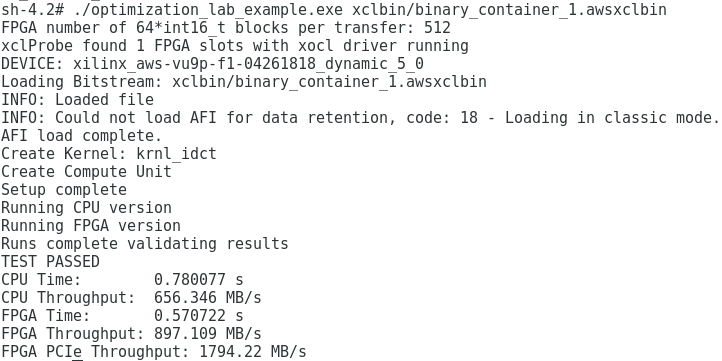 sh-4.2# ./optimization_lab_example.exe xclbin/binary_container_1.awsxclbin
FPGA number of 64*int16_t blocks per transfer: 512
xclProbe found 1 FPGA slots with xocl driver running
DEVICE: xilinx_aws-vu9p-f1-04261818_dynamic_5_0
Loading Bitstream: xclbin/binary_container_1.awsxclbin
INFO: Loaded file
INFO: Could not load AFI for data retention, code: 18 - Loading in classic mode.
AFI load complete.
Create Kernel: krnl_idct
Create Compute Unit
Setup complete
Running CPU version
Running FPGA version
Runs complete validating results
TEST PASSED
CPU Time:        0.780077 s
CPU Throughput:  656.346 MB/s
FPGA Time:       0.570722 s
FPGA Throughput: 897.109 MB/s
FPGA PCIe Throughput: 1794.22 MB/s